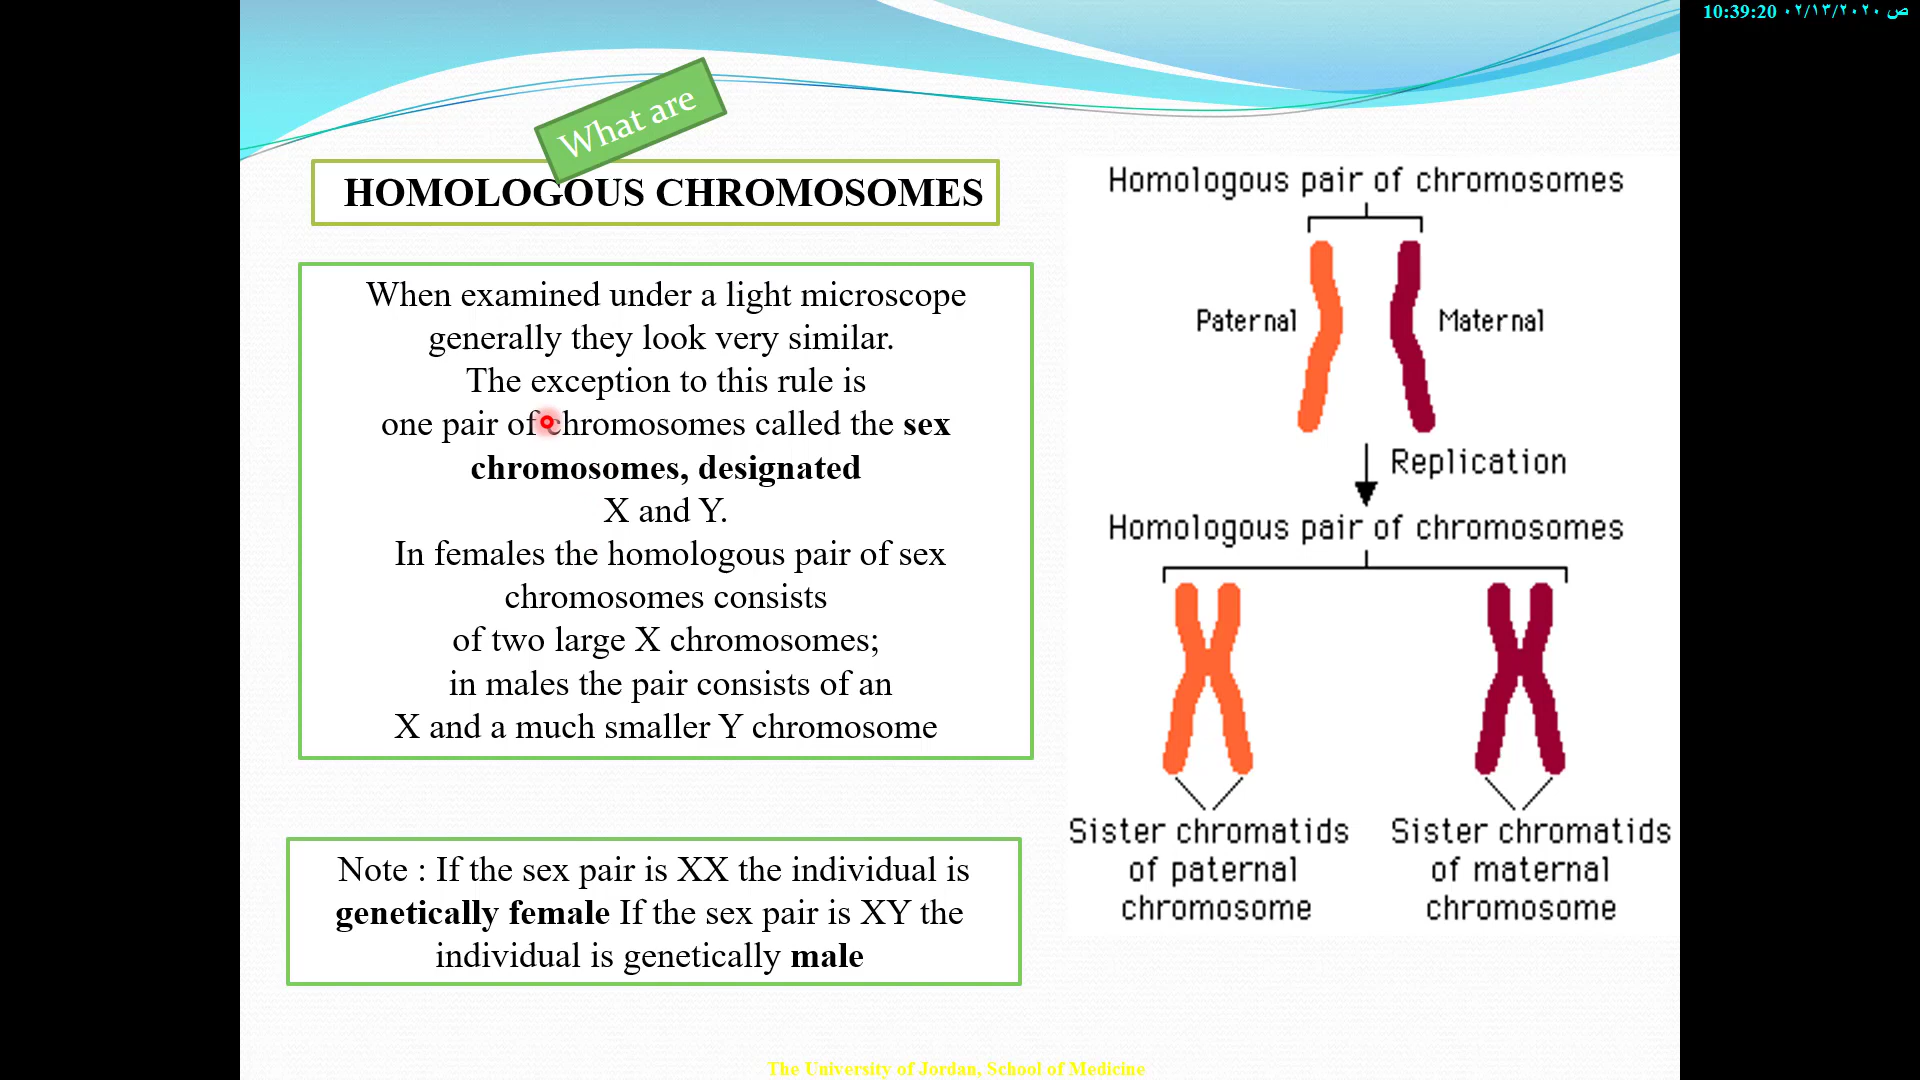 10:39:20 ٠٢/١٣/٢٠٢٠ ص
What are
HOMOLOGOUS CHROMOSOMES
When examined under a light microscope
generally they look very similar.
The exception to this rule is
one pair of chromosomes called the sex
chromosomes, designated
X and Y.
In females the homologous pair of sex
chromosomes consists
of two large X chromosomes;
in males the pair consists of an
X and a much smaller Y chromosome
Note : If the sex pair is XX the individual is
genetically female If the sex pair is XY the
individual is genetically male
Homologous pair of chromosomes
Paternal
Maternal
Replication
Homologous pair of chromosomes
Sister chromatids
of paternal
chromosome
Sister chromatids
of maternal
chromosome
The University of Jordan, School of Medicine